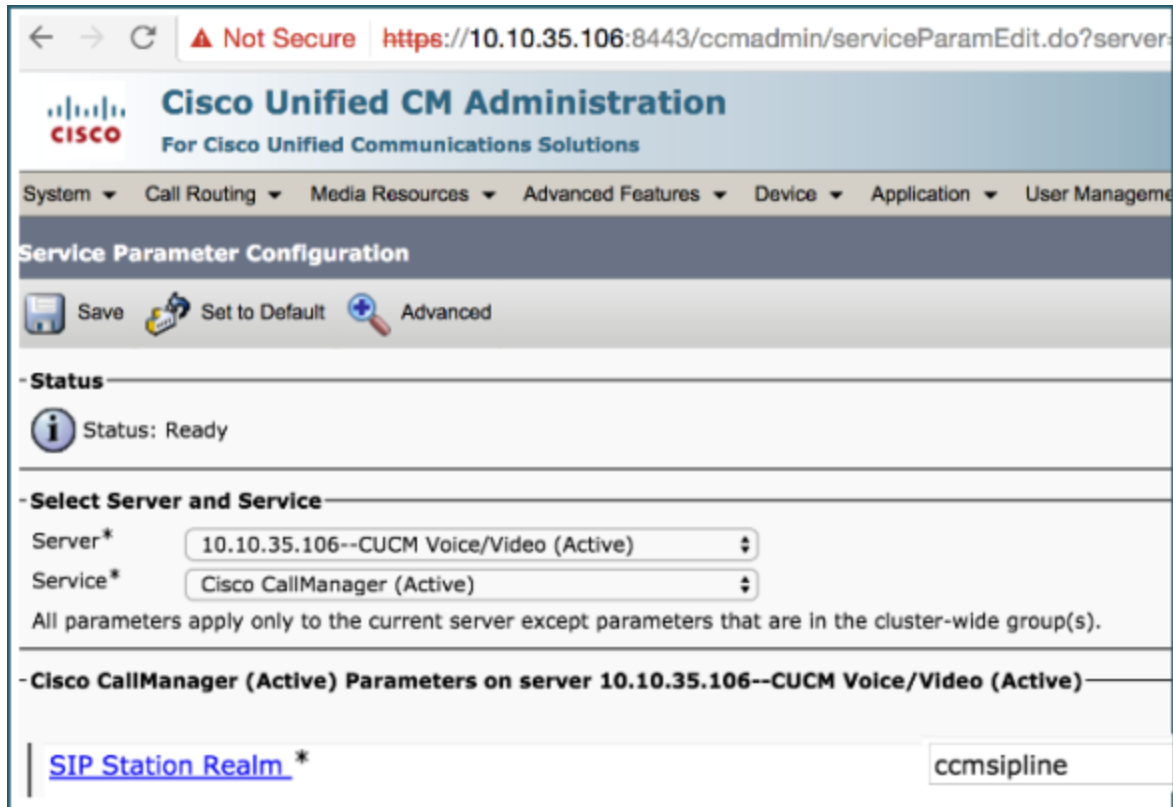 Not Secure https://10.10.35.106:8443/ccmadmin/serviceParamEdit.do?server
CISCO
Cisco Unified CM Administration
For Cisco Unified Communications Solutions
System Call Routing Media Resources Advanced Features Device Application User Manageme
Service Parameter Configuration
Save Set to Default Advanced
Status
i Status: Ready
Select Server and Service
Server* 10.10.35.106--CUCM Voice/Video (Active)
Service* Cisco CallManager (Active)
All parameters apply only to the current server except parameters that are in the cluster-wide group(s).
Cisco CallManager (Active) Parameters on server 10.10.35.106--CUCM Voice/Video (Active)
SIP Station Realm * ccmsipline